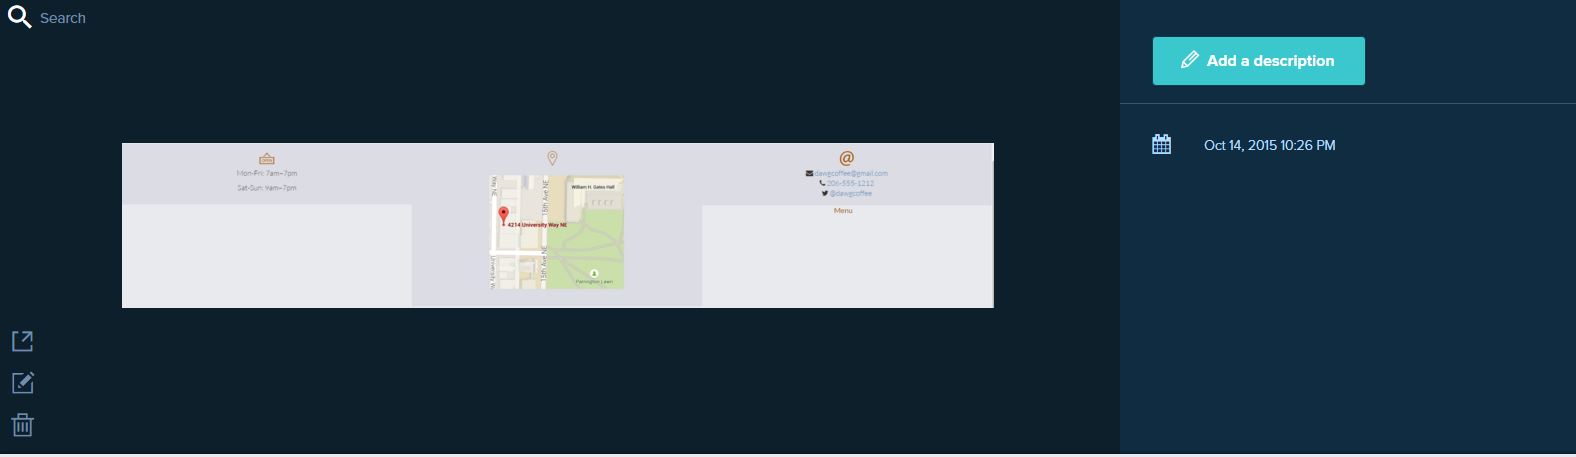 Search
Add a description
Oct 14, 2015 10:26 PM
OPEN
Mon-Fri: 7am–7pm
Sat-Sun: 9am–7pm
Way NE
15th Ave NE
William H. Gates Hall
4214 University Way NE
University W
15th Ave NE
Parrington Lawn
@
dawgcoffee@gmail.com
206-555-1212
@dawgcoffee
Menu